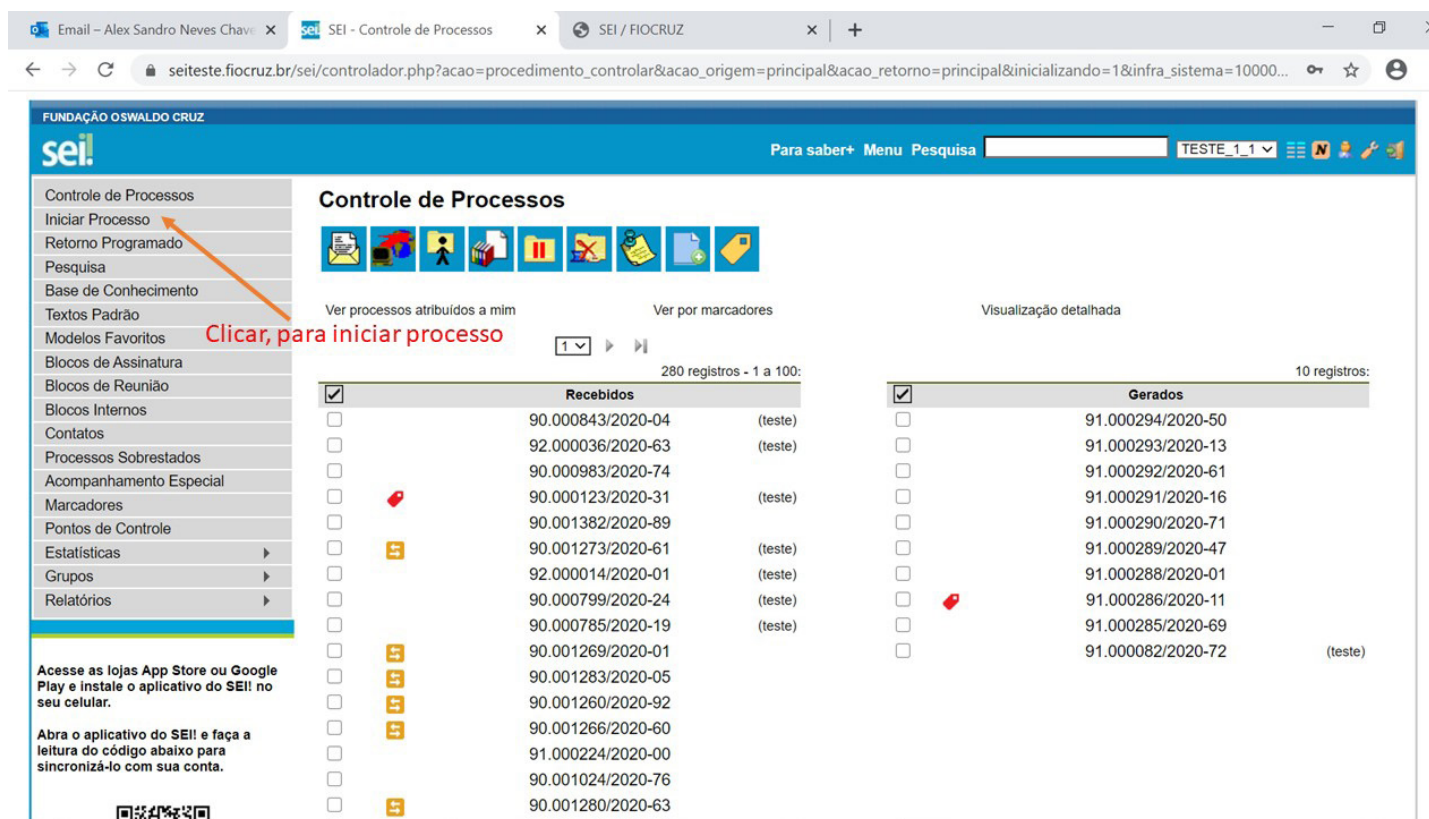 Email – Alex Sandro Neves Chave
SEI - Controle de Processos
SEI / FIOCRUZ
seiteste.fiocruz.br/sei/controlador.php?acao=procedimento_controlar&acao_origem=principal&acao_retorno=principal&inicializando=1&infra_sistema=10000...
FUNDAÇÃO OSWALDO CRUZ
sei!
Para saber+ Menu Pesquisa
TESTE_1_1
N
Controle de Processos
Iniciar Processo
Retorno Programado
Pesquisa
Base de Conhecimento
Textos Padrão
Modelos Favoritos
Blocos de Assinatura
Blocos de Reunião
Blocos Internos
Contatos
Processos Sobrestados
Acompanhamento Especial
Marcadores
Pontos de Controle
Estatísticas
Grupos
Relatórios
Acesse as lojas App Store ou Google
Play e instale o aplicativo do SEI! no
seu celular.
Abra o aplicativo do SEI! e faça a
leitura do código abaixo para
sincronizá-lo com sua conta.
Clicar, para iniciar processo
Controle de Processos
Ver processos atribuídos a mim
Ver por marcadores
Visualização detalhada
1
280 registros - 1 a 100:
Recebidos
90.000843/2020-04 (teste)
92.000036/2020-63 (teste)
90.000983/2020-74
90.000123/2020-31 (teste)
90.001382/2020-89
90.001273/2020-61 (teste)
92.000014/2020-01 (teste)
90.000799/2020-24 (teste)
90.000785/2020-19 (teste)
90.001269/2020-01
90.001283/2020-05
90.001260/2020-92
90.001266/2020-60
91.000224/2020-00
90.001024/2020-76
90.001280/2020-63
10 registros:
Gerados
91.000294/2020-50
91.000293/2020-13
91.000292/2020-61
91.000291/2020-16
91.000290/2020-71
91.000289/2020-47
91.000288/2020-01
91.000286/2020-11
91.000285/2020-69
91.000082/2020-72 (teste)